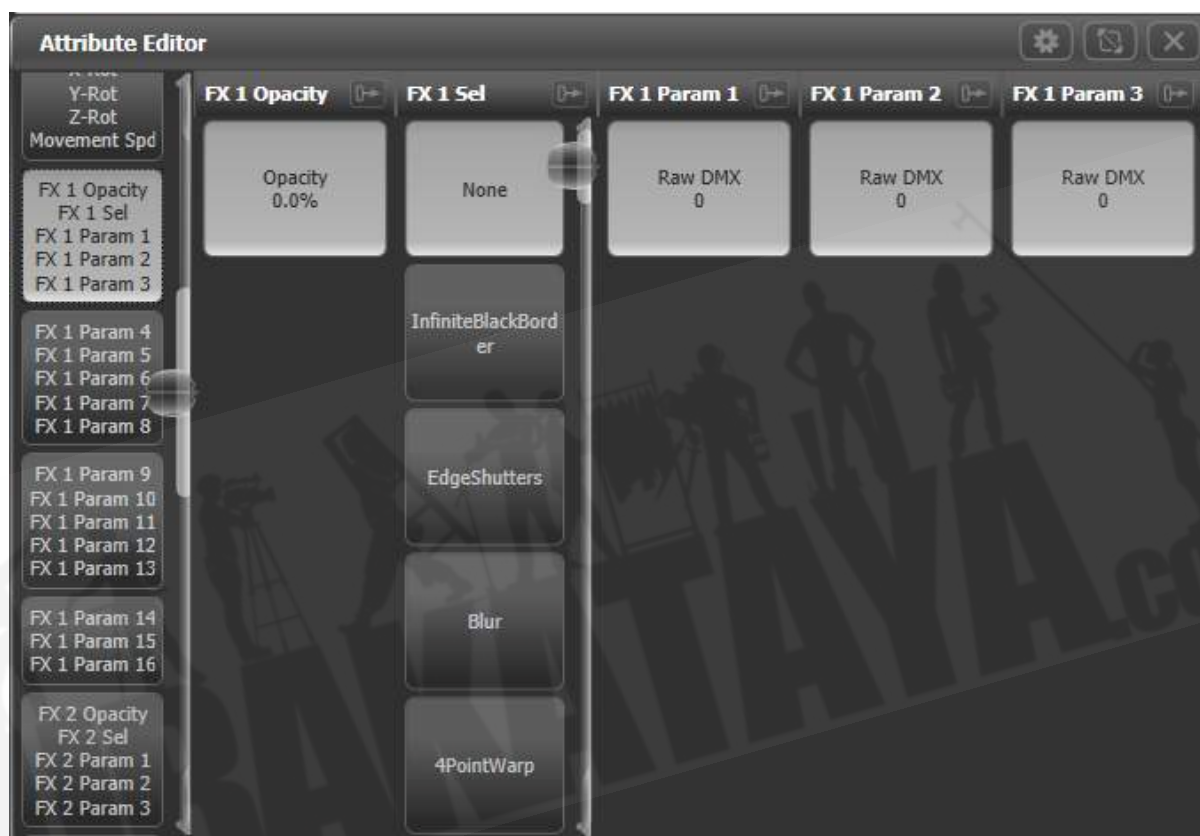 Attribute Editor
X-Rot
Y-Rot
Z-Rot
Movement Spd
FX 1 Opacity
FX 1 Sel
FX 1 Param 1
FX 1 Param 2
FX 1 Param 3
FX 1 Param 4
FX 1 Param 5
FX 1 Param 6
FX 1 Param 7
FX 1 Param 8
FX 1 Param 9
FX 1 Param 10
FX 1 Param 11
FX 1 Param 12
FX 1 Param 13
FX 1 Param 14
FX 1 Param 15
FX 1 Param 16
FX 2 Opacity
FX 2 Sel
FX 2 Param 1
FX 2 Param 2
FX 2 Param 3
FX 1 Opacity
Opacity
0.0%
FX 1 Sel
None
InfiniteBlackBord
er
EdgeShutters
Blur
4PointWarp
FX 1 Param 1
Raw DMX
0
FX 1 Param 2
Raw DMX
0
FX 1 Param 3
Raw DMX
0